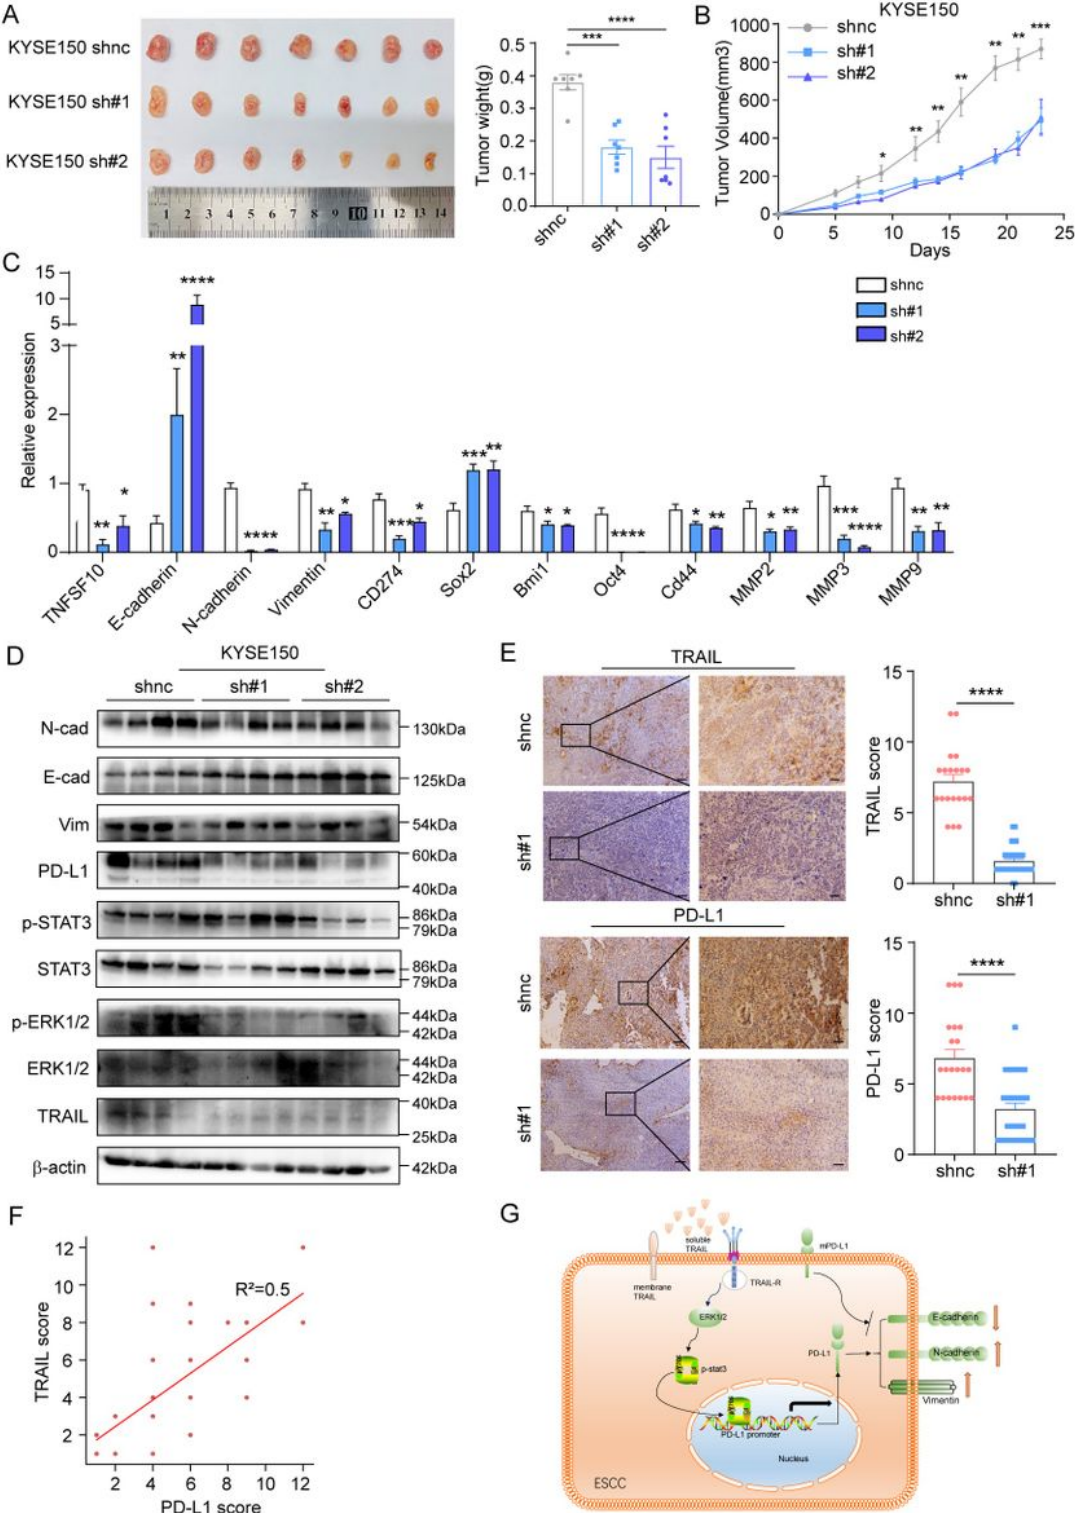 A
KYSE150 shnc
KYSE150 sh#1
KYSE150 sh#2
1 2 3 4 5 6 7 8 9 10 11 12 13 14
Tumor wight(g)
0.5
0.4
0.3
0.2
0.1
0.0
***
****
shnc
sh#1
sh#2
B
KYSE150
shnc
sh#1
sh#2
Tumor Volume(mm3)
1000
800
600
400
200
0
* ** ** ** ** ** ***
0 5 10 15 20 25
Days
C
shnc
sh#1
sh#2
Relative expression
15
10
5
3
2
1
0
** *
** ****
****
** *
*** *
*** **
* *
****
* **
* **
*** ****
** **
TNFSF10
E-cadherin
N-cadherin
Vimentin
CD274
Sox2
Bmi1
Oct4
Cd44
MMP2
MMP3
MMP9
D
KYSE150
shnc sh#1 sh#2
N-cad 130kDa
E-cad 125kDa
Vim 54kDa
PD-L1 60kDa
40kDa
p-STAT3 86kDa
79kDa
STAT3 86kDa
79kDa
p-ERK1/2 44kDa
42kDa
ERK1/2 44kDa
42kDa
TRAIL 40kDa
25kDa
β-actin 42kDa
E
TRAIL
shnc
sh#1
TRAIL score
15
10
5
0
****
shnc sh#1
PD-L1
shnc
sh#1
PD-L1 score
15
10
5
0
****
shnc sh#1
F
TRAIL score
12
10
8
6
4
2
R²=0.5
2 4 6 8 10 12
PD-L1 score
G
soluble
TRAIL
membrane
TRAIL
TRAIL-R
mPD-L1
ERK1/2
p-stat3
PD-L1
E-cadherin
N-cadherin
Vimentin
PD-L1 promoter
Nucleus
ESCC